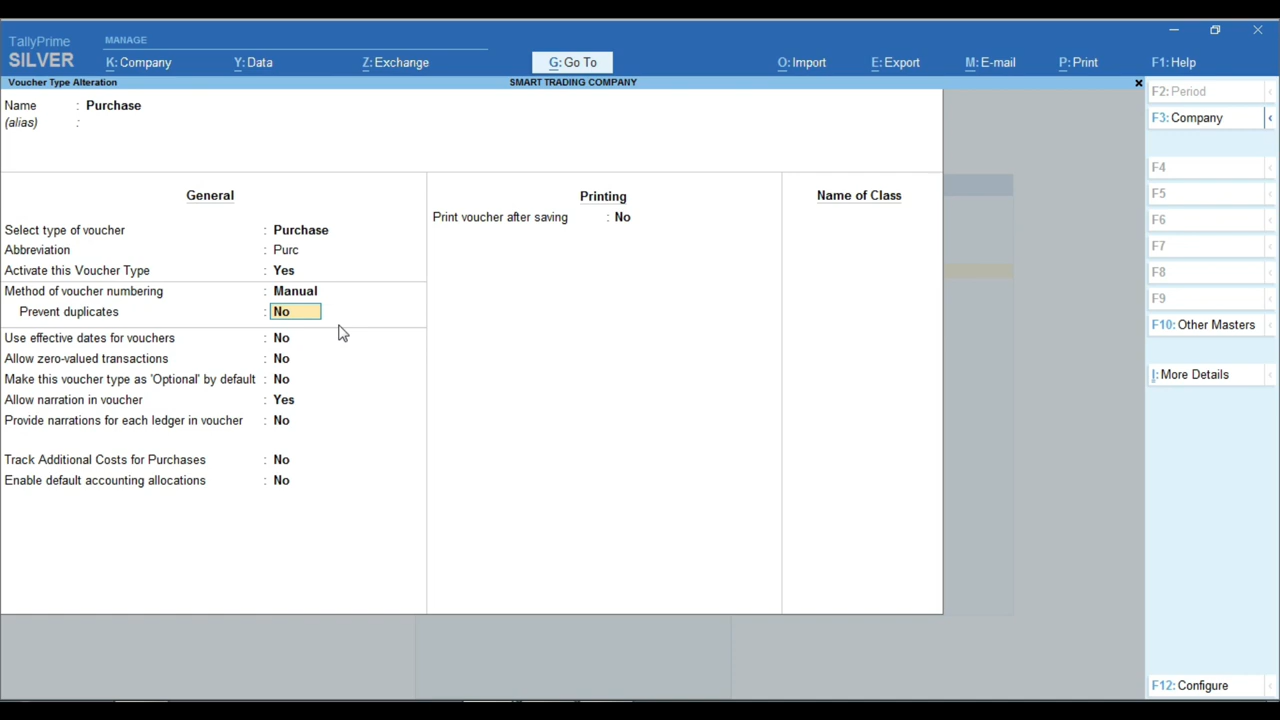 TallyPrime
SILVER
MANAGE
K: Company
Y: Data
Z: Exchange
G: Go To
O: Import
E: Export
M: E-mail
P: Print
F1: Help
Voucher Type Alteration
SMART TRADING COMPANY
Name : Purchase
(alias) :
General
Select type of voucher : Purchase
Abbreviation : Purc
Activate this Voucher Type : Yes
Method of voucher numbering : Manual
Prevent duplicates : No
Use effective dates for vouchers : No
Allow zero-valued transactions : No
Make this voucher type as 'Optional' by default : No
Allow narration in voucher : Yes
Provide narrations for each ledger in voucher : No
Track Additional Costs for Purchases : No
Enable default accounting allocations : No
Printing
Print voucher after saving : No
Name of Class
F2: Period
F3: Company
F4
F5
F6
F7
F8
F9
F10: Other Masters
I: More Details
F12: Configure